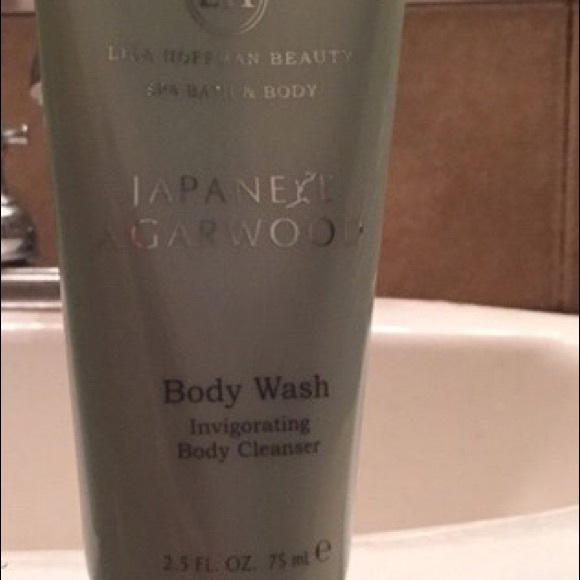 LISA HOFFMAN BEAUTY
SPA BATH & BODY
JAPANESE
AGARWOOD
Body Wash
Invigorating
Body Cleanser
2.5 FL. OZ. 75 ml e